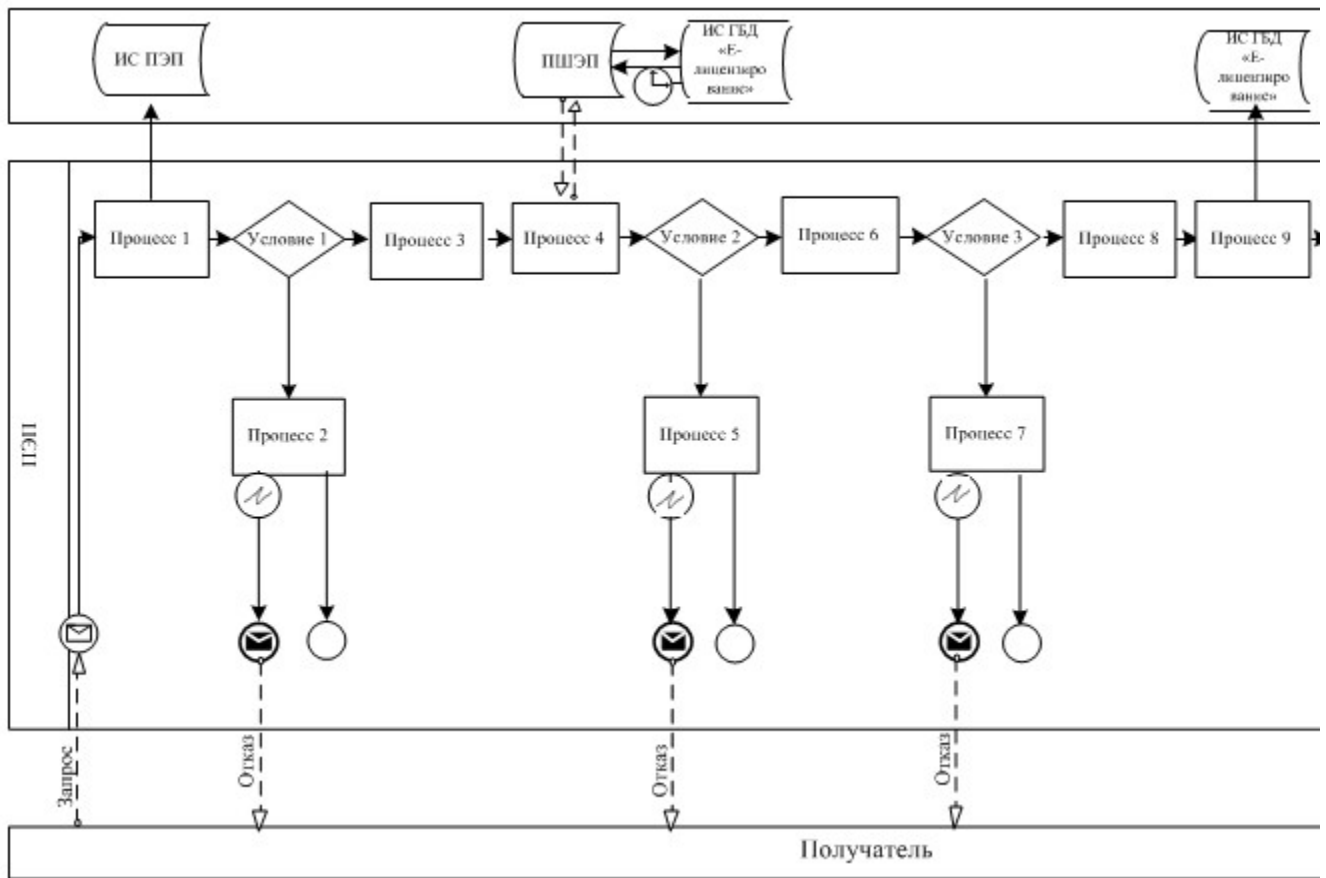 ИС ПЭП
ПШЭП
ИС ГБД
«Е-
лицензиро
вание»
ИС ГБД
«Е-
лицензиро
вание»
ПЭП
Процесс 1
Условие 1
Процесс 3
Процесс 4
Условие 2
Процесс 6
Условие 3
Процесс 8
Процесс 9
Процесс 2
Процесс 5
Процесс 7
Запрос
Отказ
Отказ
Отказ
Получатель